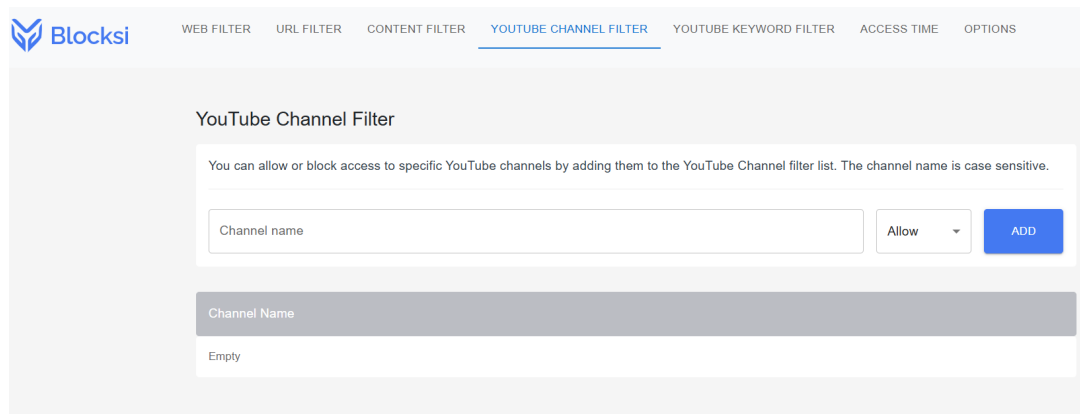 Blocksi
WEB FILTER URL FILTER CONTENT FILTER YOUTUBE CHANNEL FILTER YOUTUBE KEYWORD FILTER ACCESS TIME OPTIONS
YouTube Channel Filter
You can allow or block access to specific YouTube channels by adding them to the YouTube Channel filter list. The channel name is case sensitive.
Channel name Allow ADD
Channel Name
Empty